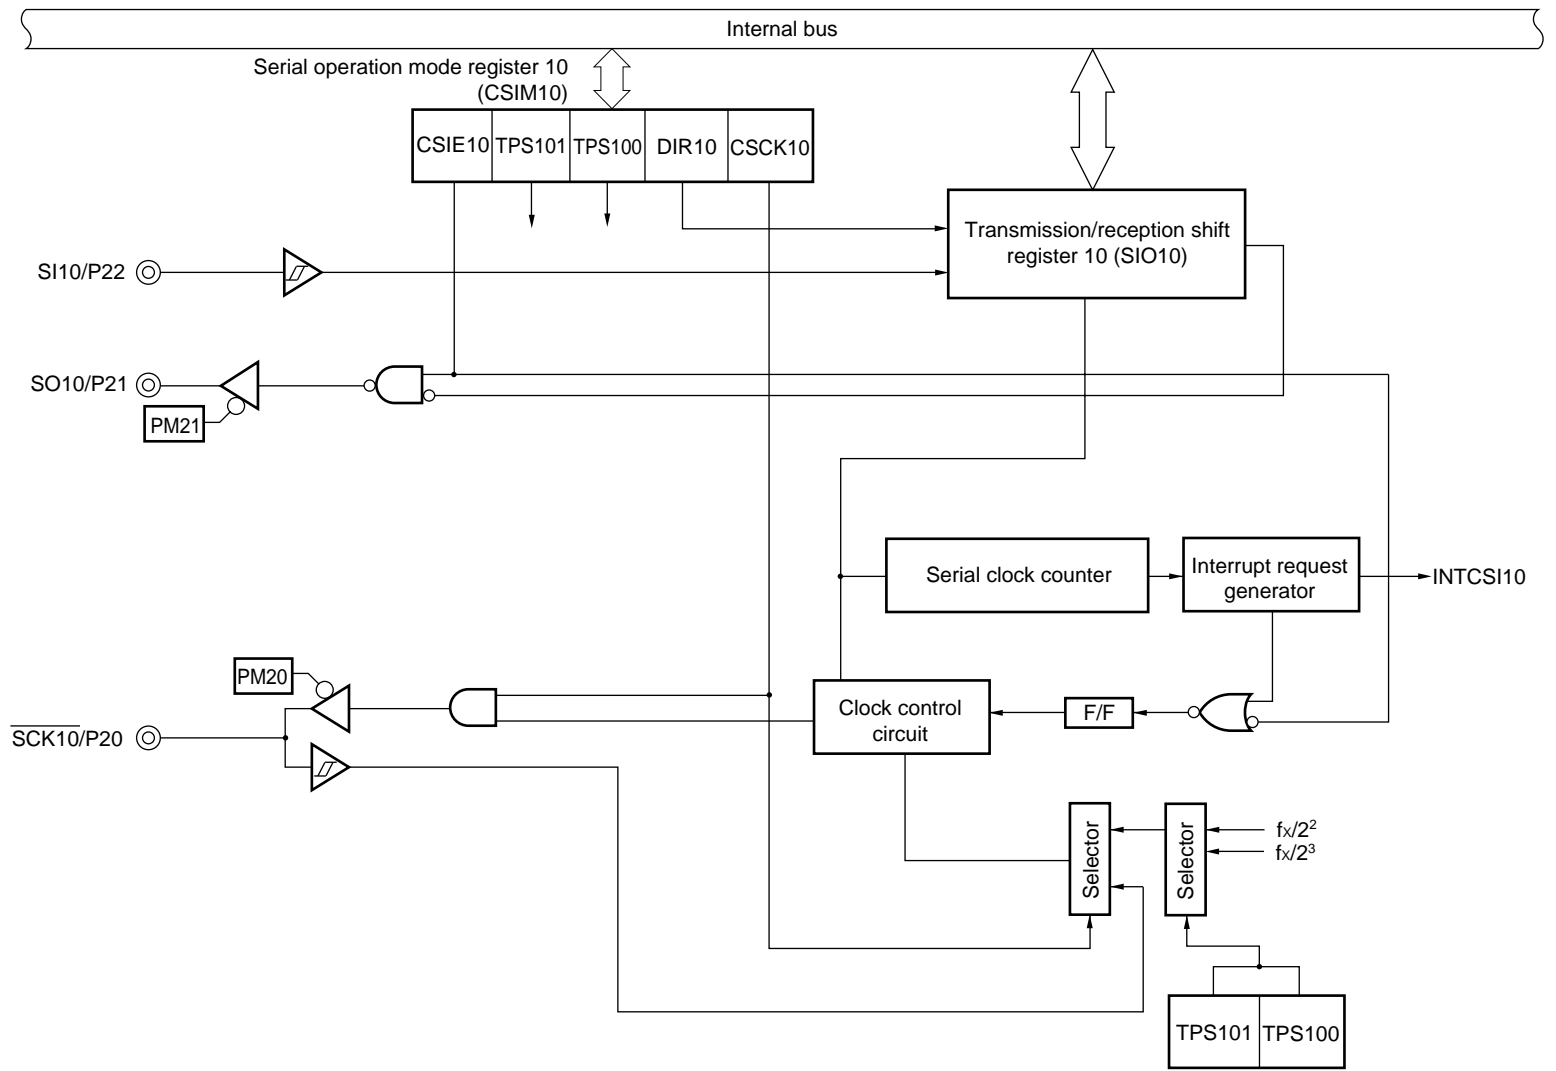 Internal bus
Serial operation mode register 10
(CSIM10)
CSIE10 TPS101 TPS100 DIR10 CSCK10
Transmission/reception shift
register 10 (SIO10)
SI10/P22
SO10/P21
PM21
Serial clock counter
Interrupt request
generator
INTCSI10
PM20
SCK10/P20
Clock control
circuit
F/F
Selector
Selector
fx/2²
fx/2³
TPS101 TPS100